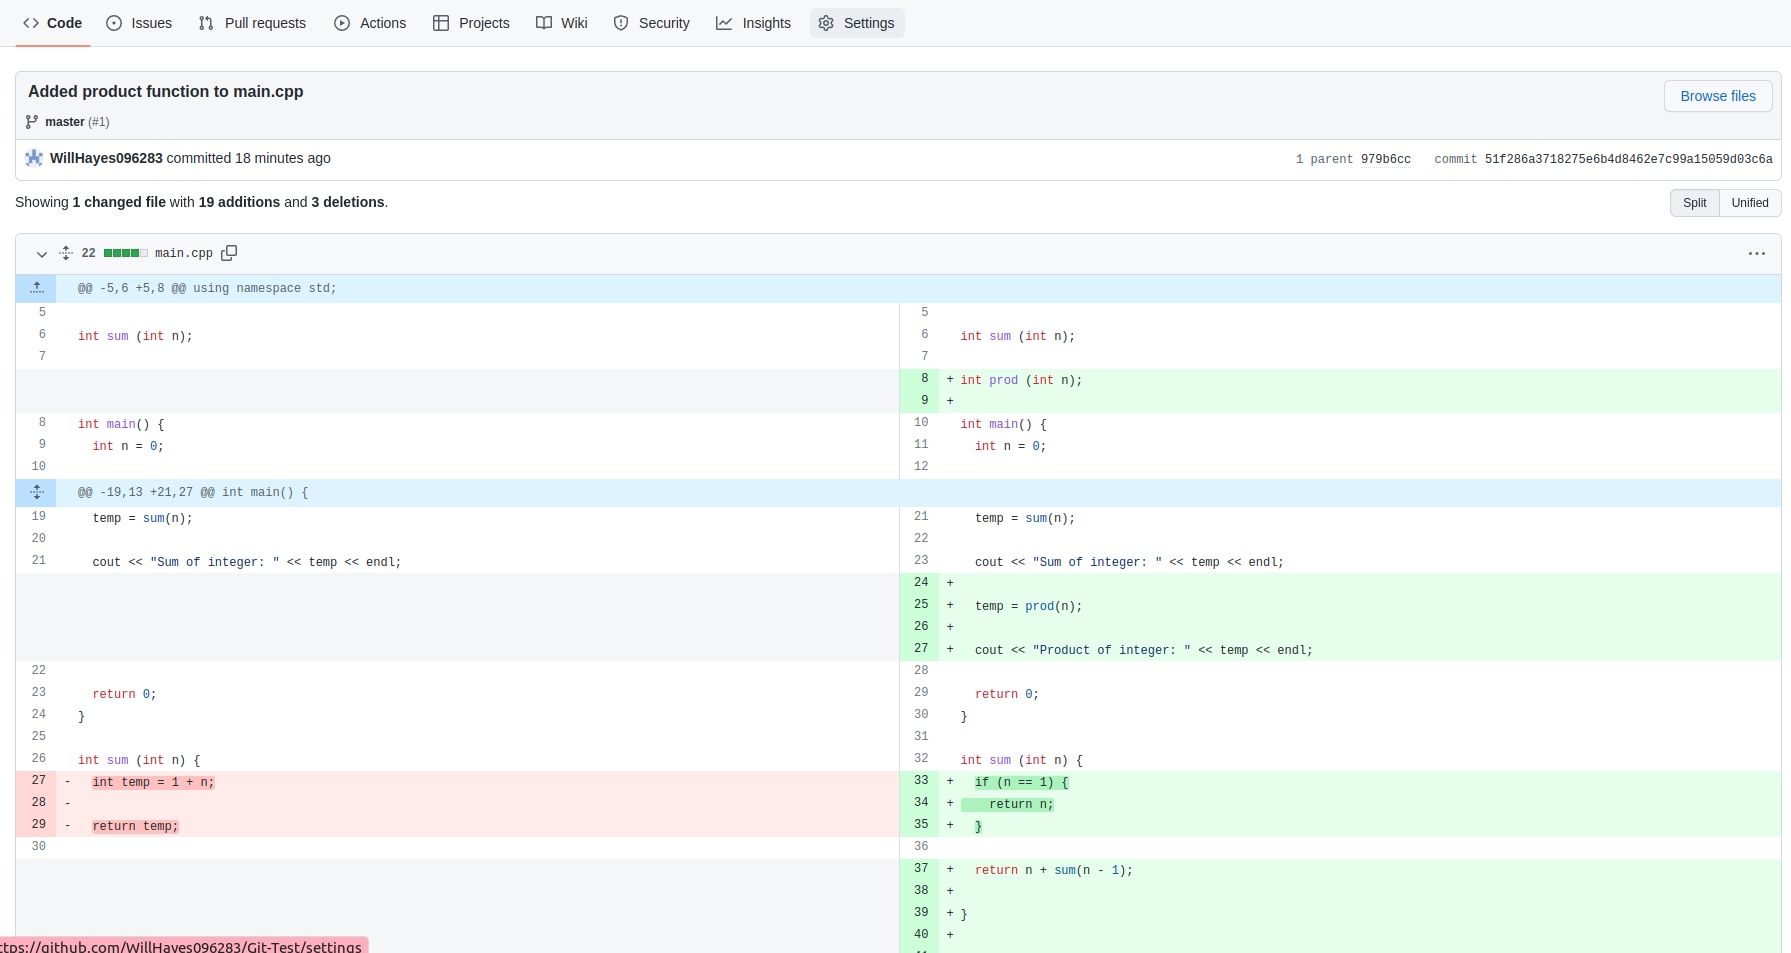 Code Issues Pull requests Actions Projects Wiki Security Insights Settings
Added product function to main.cpp
Browse files
master (#1)
WillHayes096283 committed 18 minutes ago
1 parent 979b6cc commit 51f286a3718275e6b4d8462e7c99a15059d03c6a
Showing 1 changed file with 19 additions and 3 deletions.
Split Unified
22 main.cpp
@@ -5,6 +5,8 @@ using namespace std;
5 5
6 int sum (int n); 6 int sum (int n);
7 7
8 + int prod (int n);
9 +
8 int main() { 10 int main() {
9 int n = 0; 11 int n = 0;
10 12
@@ -19,13 +21,27 @@ int main() {
19 temp = sum(n); 21 temp = sum(n);
20 22
21 cout << "Sum of integer: " << temp << endl; 23 cout << "Sum of integer: " << temp << endl;
24 +
25 + temp = prod(n);
26 +
27 + cout << "Product of integer: " << temp << endl;
22 28
23 return 0; 29 return 0;
24 } 30 }
25 31
26 int sum (int n) { 32 int sum (int n) {
27 - int temp = 1 + n; 33 + if (n == 1) {
28 - 34 + return n;
29 - return temp; 35 + }
30 36
37 + return n + sum(n - 1);
38 +
39 + }
40 +
ttps://github.com/WillHayes096283/Git-Test/settings